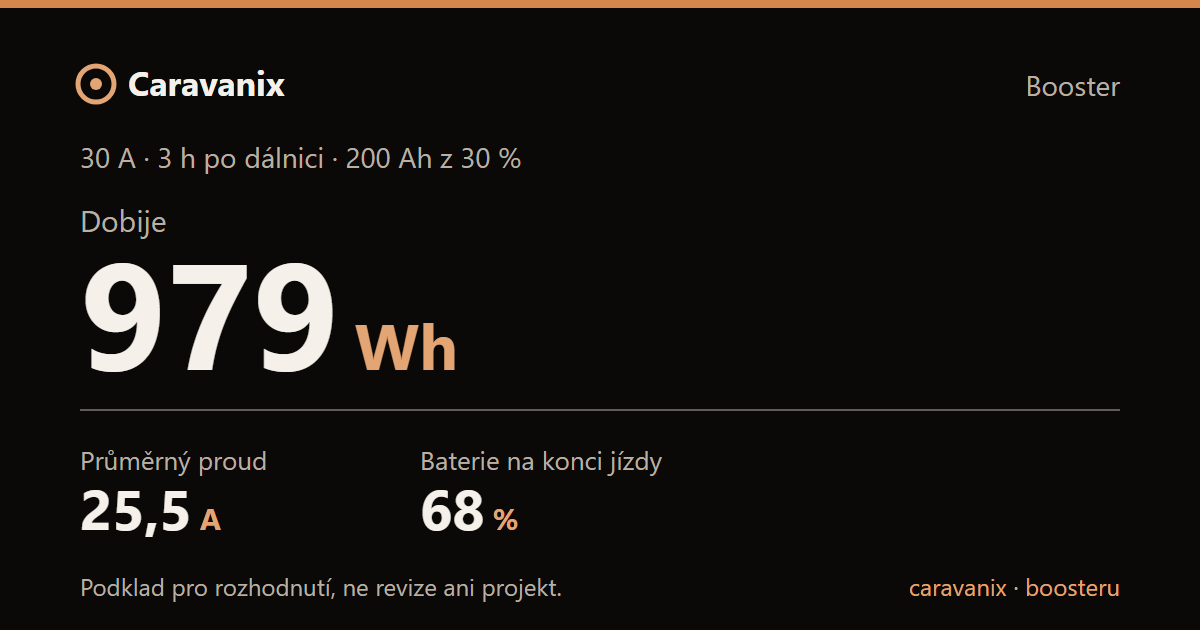 Caravanix
Booster
30 A · 3 h po dálnici · 200 Ah z 30 %
Dobije
979 Wh
Průměrný proud
Baterie na konci jízdy
25,5 A
68 %
Podklad pro rozhodnutí, ne revize ani projekt.
caravanix · boosteru